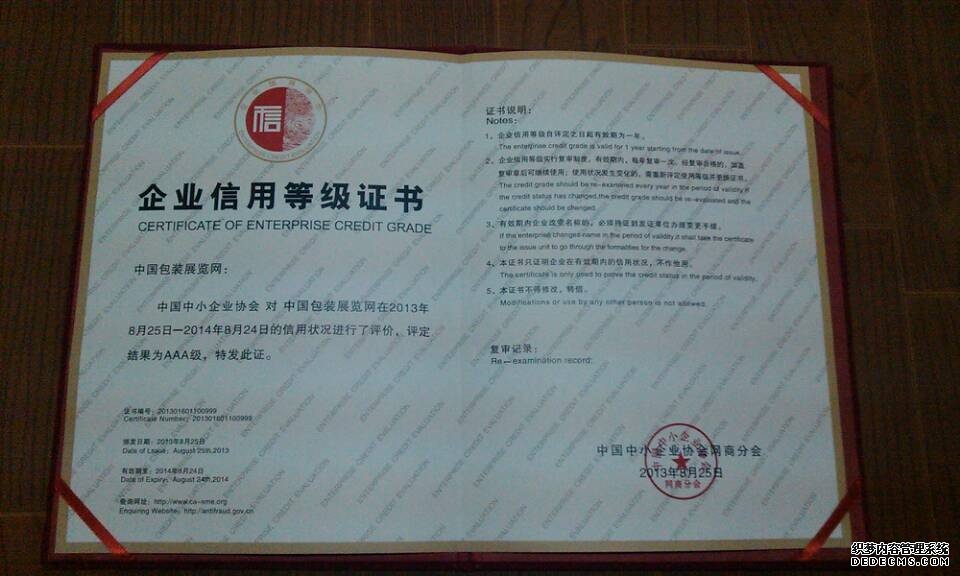 信
企业信用等级证书
CERTIFICATE OF ENTERPRISE CREDIT GRADE
中国包装展览网:
中国中小企业协会 对 中国包装展览网在2013年
8月25日—2014年8月24日的信用状况进行了评价,评定
结果为AAA级,特发此证。
证书编号: 201301601100999
Certificate Number: 201301601100999
颁发日期: 2013年8月25日
Date of Leave: August 25th,2013
有效期至: 2014年8月24日
Date of Expiry: August 24th,2014
查询网址: http://www.ca-sme.org
Enquiring Website: http://antifraud.gov.cn
证书说明:
Notes:
1、企业信用等级自评定之日起有效期为一年。
The enterprise credit grade is valid for 1 year starting from the date of issue.
2、企业信用等级实行复审制度,有效期内,每年复审一次,经复审合格的,加盖
复审章后可继续使用;使用状况发生变化的,需重新评定使用等级并更换证书。
The credit grade should be re-examined every year in the period of validity.if
the credit status has changed,the credit grade should be re-evaluated and the
certificate should be changed.
3、有效期内企业改变名称的,必须持证到发证单位办理变更手续。
If the enterprise changed name in the period of validity,it shall take the certificate
to the issue unit to go through the formalities for the change.
4、本证书只证明企业在有效期内的信用状况,不作他用。
The certificate is only used to prove the credit status in the period of validity.
5、本证书不得修改、转借。
Modifications or use by any other person is not allowed.
复审记录:
Re—examination record:
中国中小企业协会网商分会
2013年8月25日
网商分会
织梦内容管理系统
DEDECMS.COM